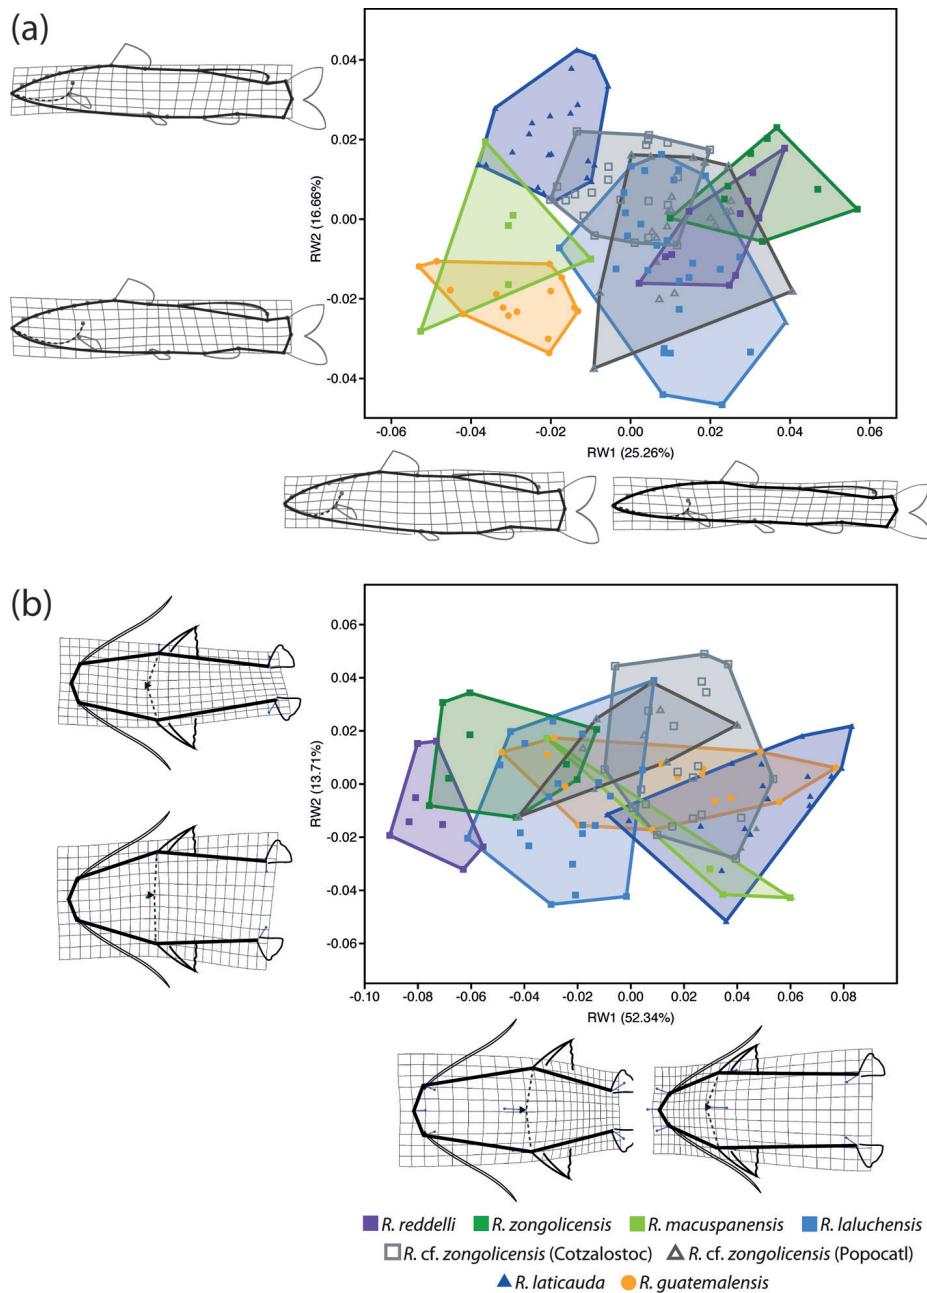 (a)
0.04
0.02
0.00
-0.02
-0.04
RW2 (16.66%)
-0.06 -0.04 -0.02 0.00 0.02 0.04 0.06
RW1 (25.26%)
(b)
0.06
0.04
0.02
0.00
-0.02
-0.04
-0.06
RW2 (13.71%)
-0.10 -0.08 -0.06 -0.04 -0.02 0.00 0.02 0.04 0.06 0.08
RW1 (52.34%)
R. reddelli R. zongolicensis R. macuspanensis R. laluchensis
R. cf. zongolicensis (Cotzalostoc) R. cf. zongolicensis (Popocatl)
R. laticauda R. guatemalensis